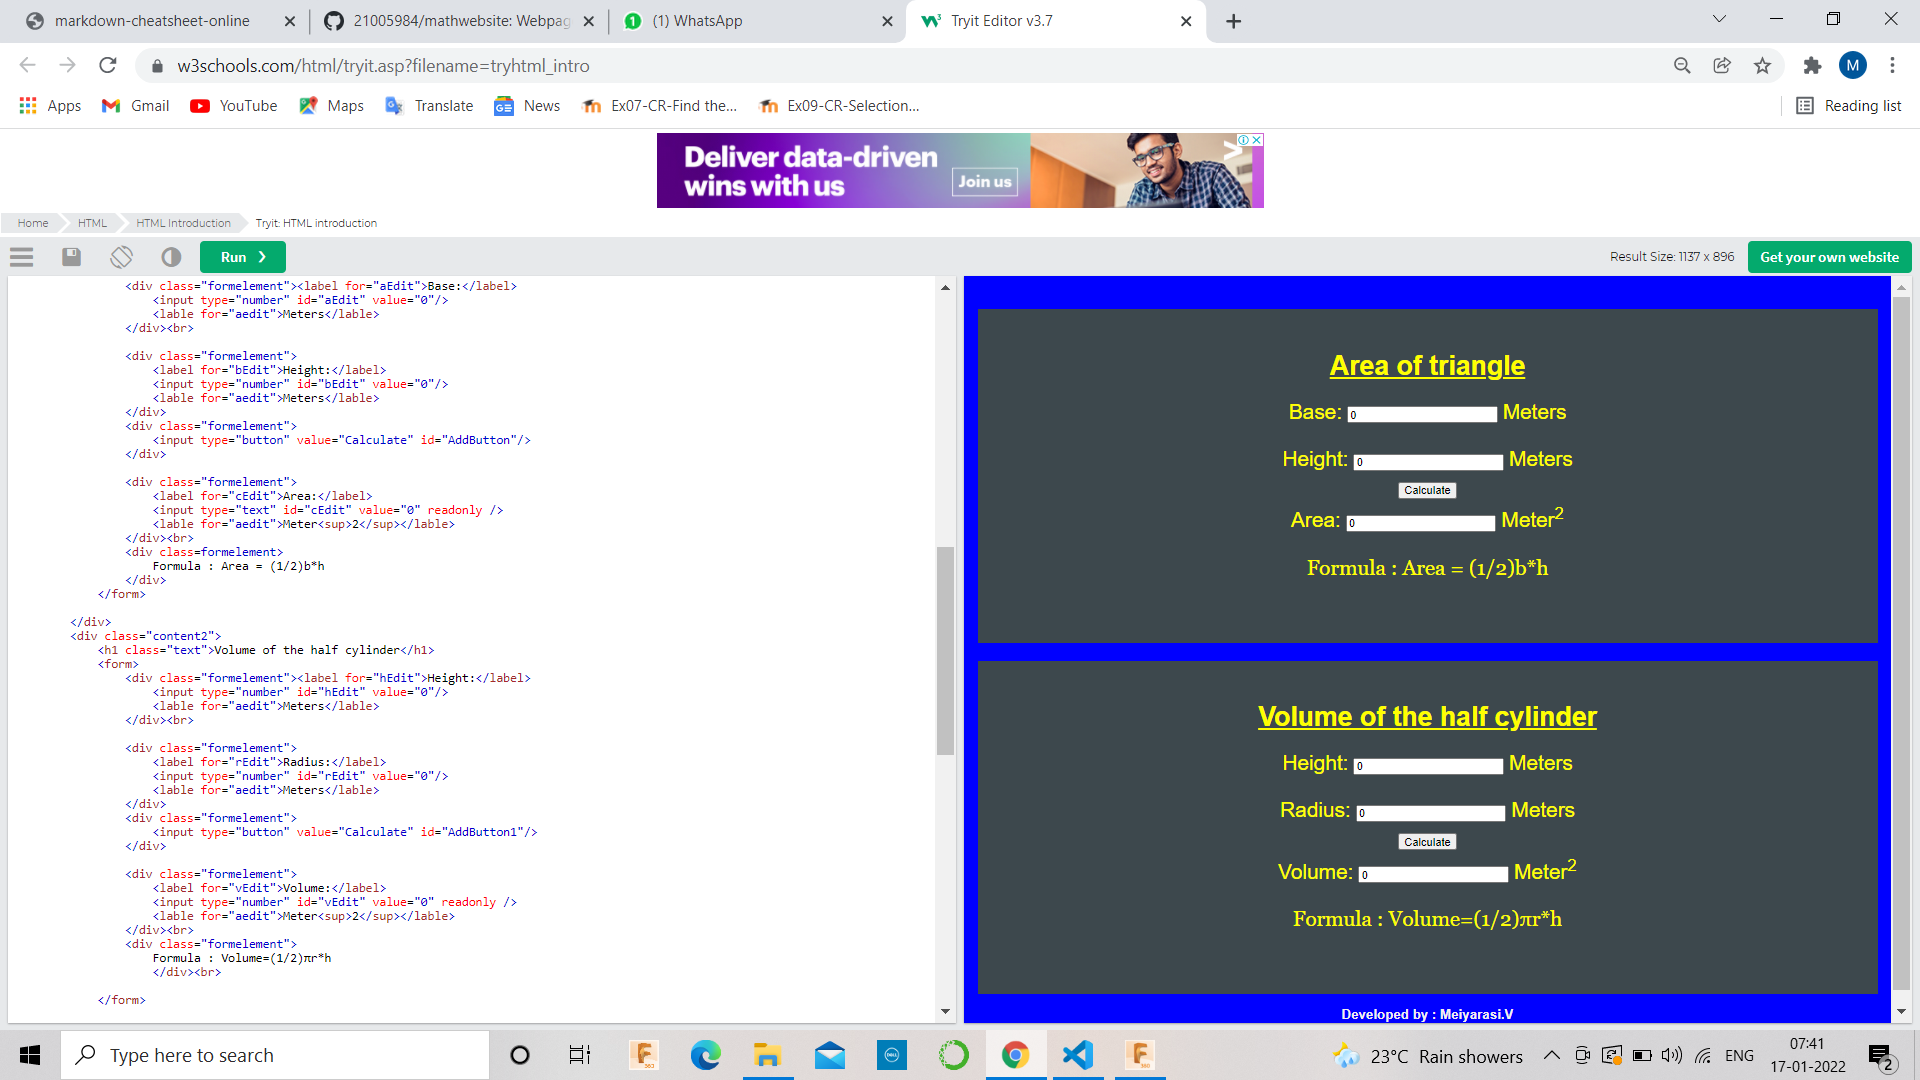 markdown-cheatsheet-online
21005984/mathwebsite: Webpag
(1) WhatsApp
Tryit Editor v3.7
w3schools.com/html/tryit.asp?filename=tryhtml_intro
M
Apps
Gmail
YouTube
Maps
Translate
News
Ex07-CR-Find the...
Ex09-CR-Selection...
Reading list
Deliver data-driven
wins with us
Join us
Home
HTML
HTML Introduction
Tryit: HTML introduction
Run ❯
Result Size: 1137 x 896
Get your own website
<div class="formelement"><label for="aEdit">Base:</label>
<input type="number" id="aEdit" value="0"/>
<lable for="aedit">Meters</lable>
</div><br>
<div class="formelement">
<label for="bEdit">Height:</label>
<input type="number" id="bEdit" value="0"/>
<lable for="aedit">Meters</lable>
</div>
<div class="formelement">
<input type="button" value="Calculate" id="AddButton"/>
</div>
<div class="formelement">
<label for="cEdit">Area:</label>
<input type="text" id="cEdit" value="0" readonly />
<lable for="aedit">Meter<sup>2</sup></lable>
</div><br>
<div class=formelement>
Formula : Area = (1/2)b*h
</div>
</form>
</div>
<div class="content2">
<h1 class="text">Volume of the half cylinder</h1>
<form>
<div class="formelement"><label for="hEdit">Height:</label>
<input type="number" id="hEdit" value="0"/>
<lable for="aedit">Meters</lable>
</div><br>
<div class="formelement">
<label for="rEdit">Radius:</label>
<input type="number" id="rEdit" value="0"/>
<lable for="aedit">Meters</lable>
</div>
<div class="formelement">
<input type="button" value="Calculate" id="AddButton1"/>
</div>
<div class="formelement">
<label for="vEdit">Volume:</label>
<input type="number" id="vEdit" value="0" readonly />
<lable for="aedit">Meter<sup>2</sup></lable>
</div><br>
<div class="formelement">
Formula : Volume=(1/2)πr*h
</div><br>
</form>
Area of triangle
Base: 0 Meters
Height: 0 Meters
Calculate
Area: 0 Meter2
Formula : Area = (1/2)b*h
Volume of the half cylinder
Height: 0 Meters
Radius: 0 Meters
Calculate
Volume: 0 Meter2
Formula : Volume=(1/2)πr*h
Developed by : Meiyarasi.V
Type here to search
23°C Rain showers
ENG
07:41
17-01-2022
2